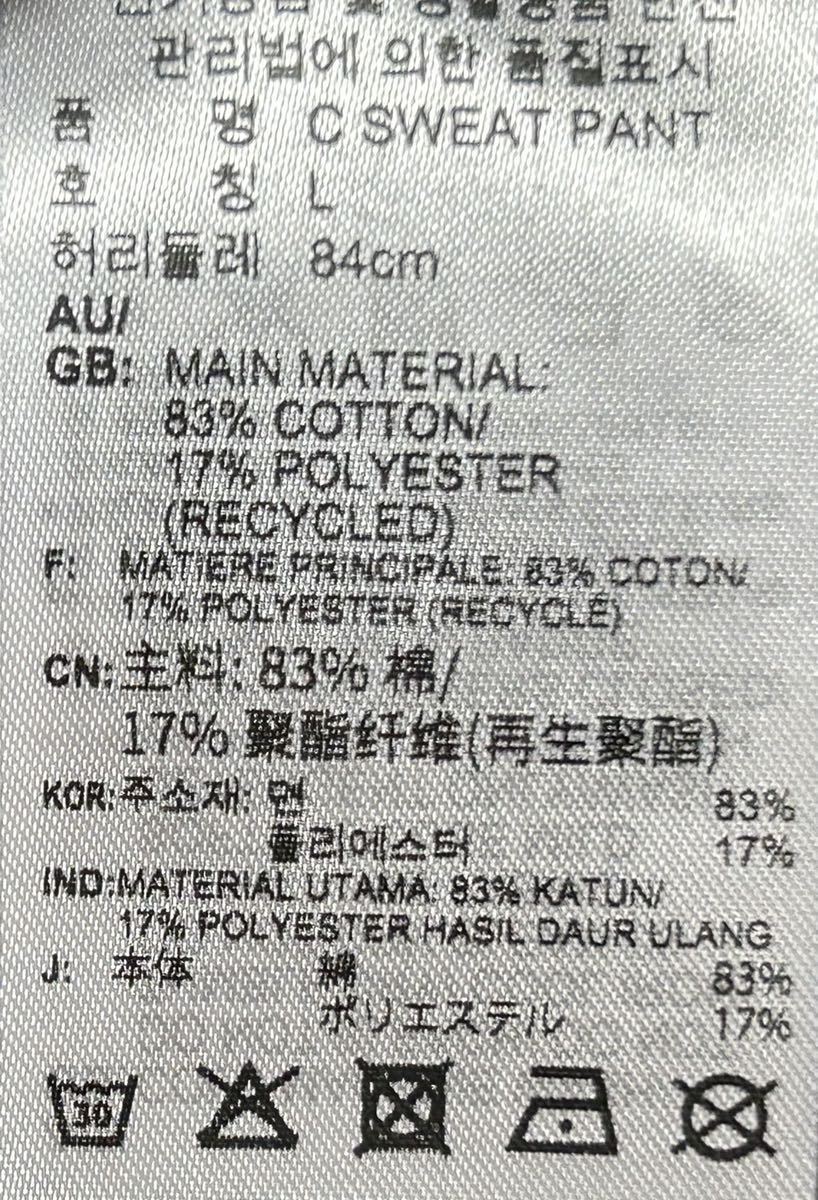 관리법에 의한 품질표시
품 명 C SWEAT PANT
호 칭 L
허리둘레 84cm
AU/
GB: MAIN MATERIAL:
83% COTTON/
17% POLYESTER
(RECYCLED)
F: MATIERE PRINCIPALE: 83% COTON/
17% POLYESTER (RECYCLÉ)
CN: 主料: 83% 棉/
17% 聚酯纤维(再生聚酯)
KOR: 주소재: 면 83%
폴리에스터 17%
IND: MATERIAL UTAMA: 83% KATUN/
17% POLYESTER HASIL DAUR ULANG
J: 本体 綿 83%
ポリエステル 17%
30